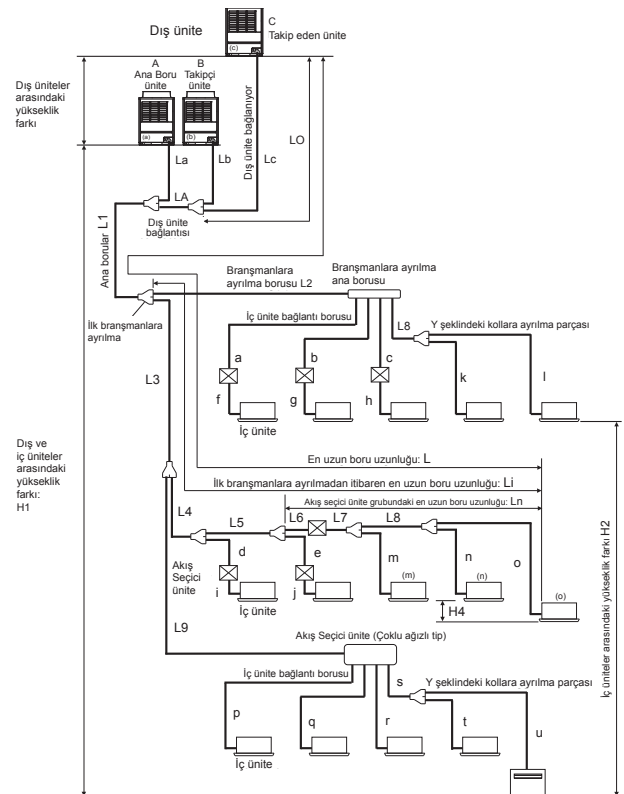 Dış ünite
C
Takip eden ünite
(c)
A
Ana Boru
ünite
B
Takipçi
ünite
Dış üniteler
arasındaki
yükseklik
farkı
(a)
(b)
La
Lb
Lc
LO
Dış ünite bağlanıyor
LA
Dış ünite
bağlantısı
Ana borular L1
Branşmanlara
ayrılma borusu L2
Branşmanlara ayrılma
ana borusu
İlk branşmanlara
ayrılma
İç ünite bağlantı borusu
L8
Y şeklindeki kollara ayrılma parçası
a
b
c
k
l
f
g
h
İç ünite
L3
En uzun boru uzunluğu: L
Dış ve
iç üniteler
arasındaki
yükseklik
farkı:
H1
İlk branşmanlara ayrılmadan itibaren en uzun boru uzunluğu: Li
Akış seçici ünite grubundaki en uzun boru uzunluğu: Ln
L4
L5
L6
L7
L8
d
e
m
n
o
Akış
Seçici
ünite
i
j
(m)
(n)
(o)
İç ünite
H4
L9
Akış Seçici ünite (Çoklu ağızlı tip)
İç ünite bağlantı borusu
s
Y şeklindeki kollara ayrılma parçası
p
q
r
t
u
İç ünite
İç üniteler arasındaki yükseklik farkı H2